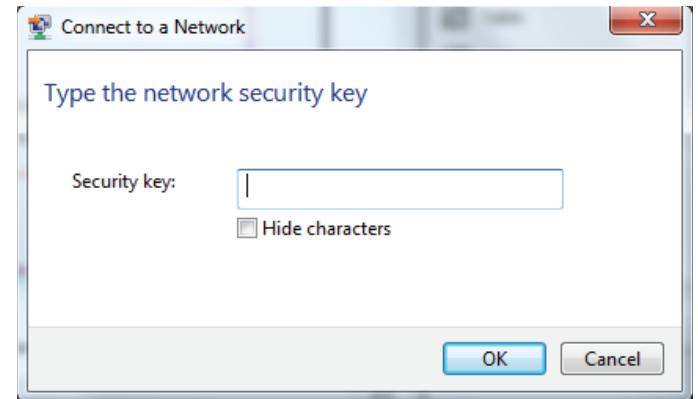 Connect to a Network
Type the network security key
Security key:
Hide characters
OK Cancel